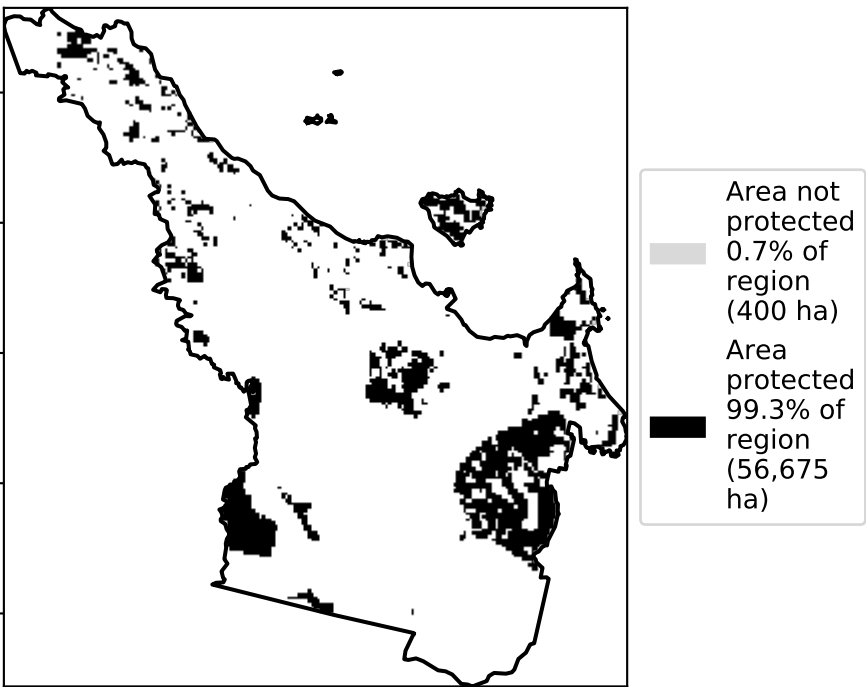 Area not
protected
0.7% of
region
(400 ha)
Area
protected
99.3% of
region
(56,675
ha)